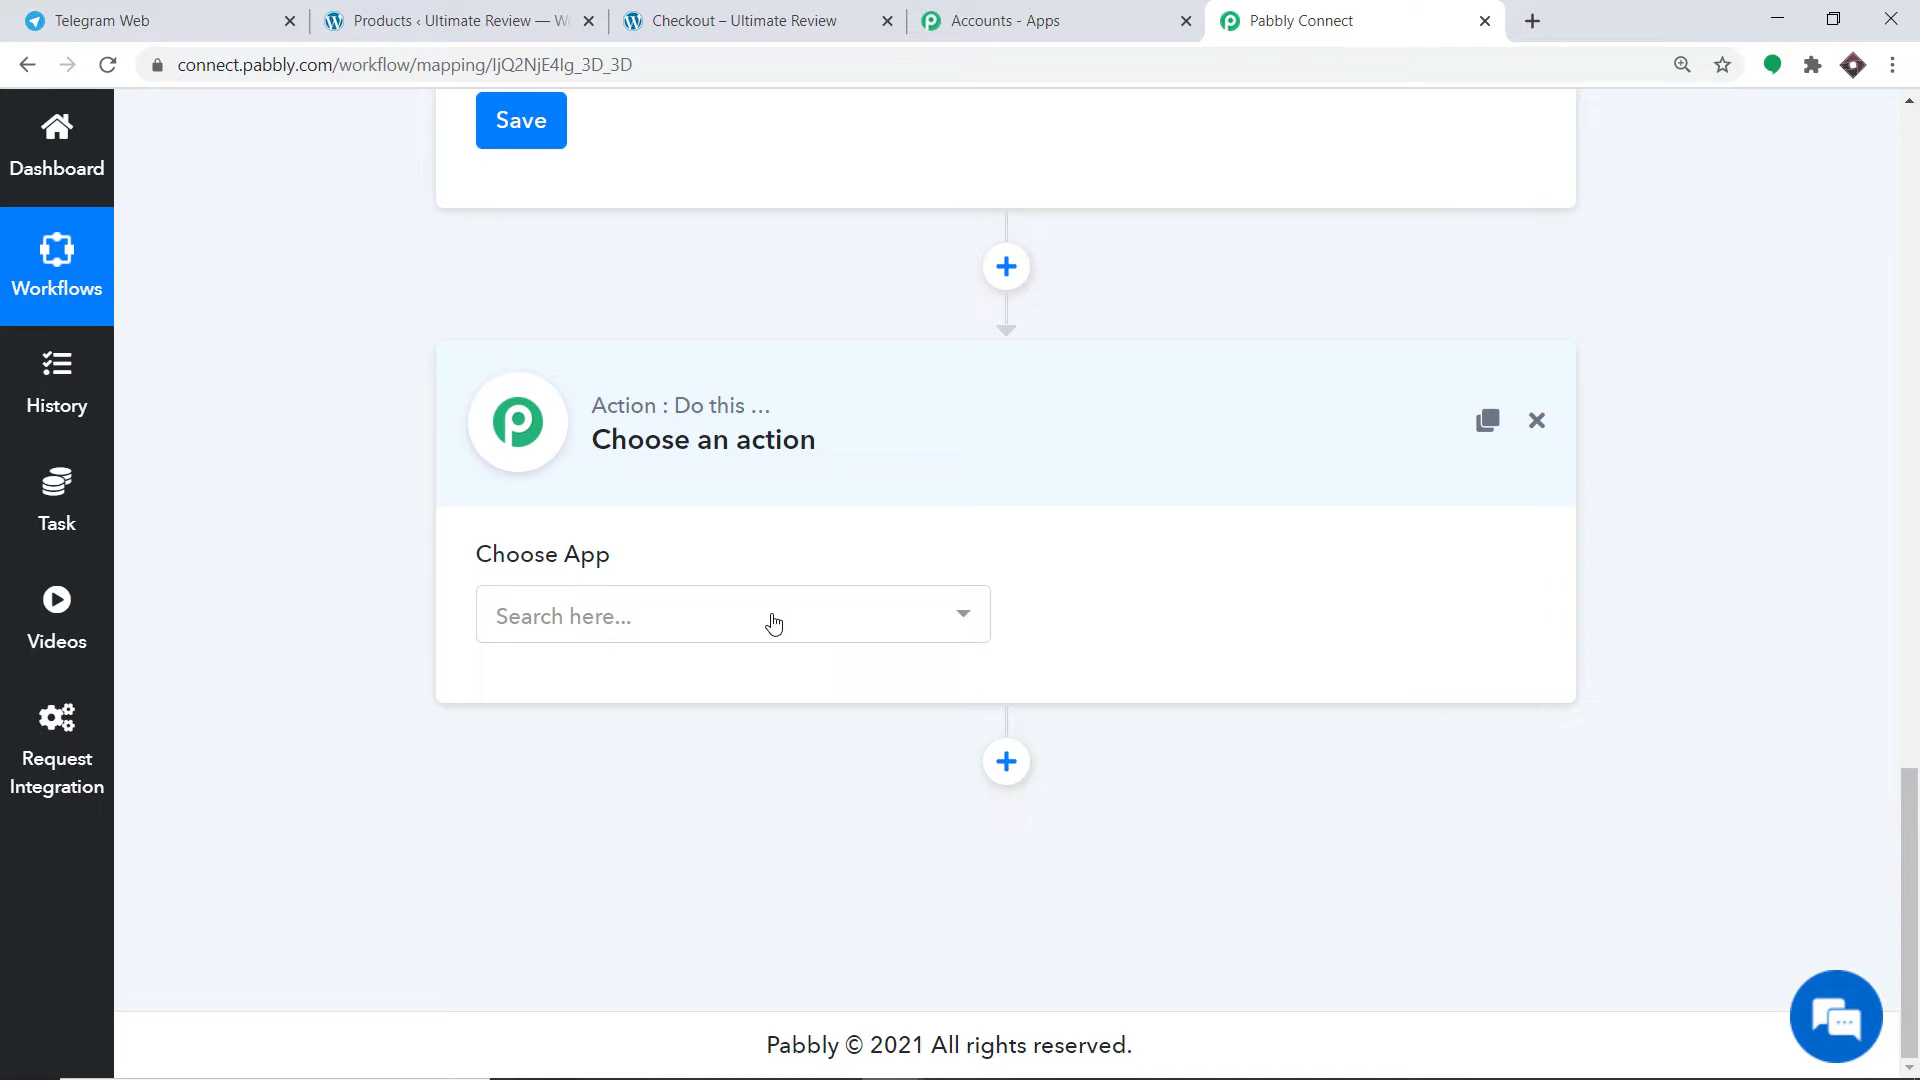 Telegram Web
Products ‹ Ultimate Review — W
Checkout – Ultimate Review
Accounts - Apps
Pabbly Connect
connect.pabbly.com/workflow/mapping/IjQ2NjE4Ig_3D_3D
Dashboard
Workflows
History
Task
Videos
Request
Integration
Save
Action : Do this ...
Choose an action
Choose App
Search here...
Pabbly © 2021 All rights reserved.